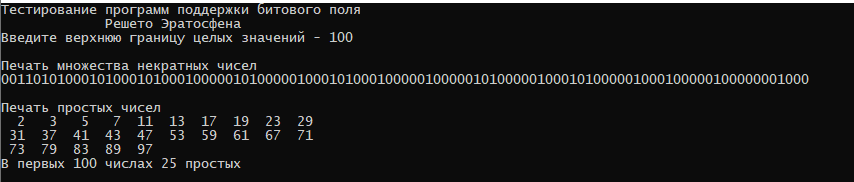 Тестирование программ поддержки битового поля
Решето Эратосфена
Введите верхнюю границу целых значений - 100
Печать множества некратных чисел
00110101000101000101000100000101000001000101000100000100000101000001000101000001000100000100000001000
Печать простых чисел
2 3 5 7 11 13 17 19 23 29
31 37 41 43 47 53 59 61 67 71
73 79 83 89 97
В первых 100 числах 25 простых